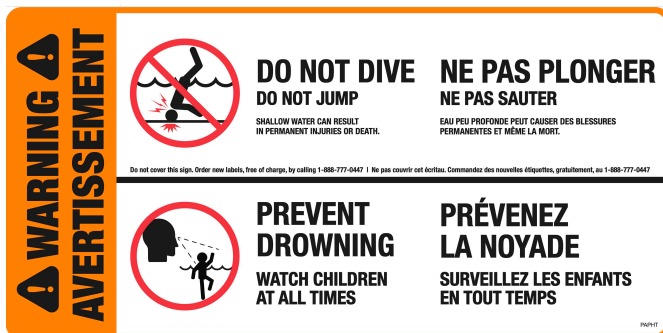 WARNING
AVERTISSEMENT
DO NOT DIVE
DO NOT JUMP
SHALLOW WATER CAN RESULT
IN PERMANENT INJURIES OR DEATH.
NE PAS PLONGER
NE PAS SAUTER
EAU PEU PROFONDE PEUT CAUSER DES BLESSURES
PERMANENTES ET MÊME LA MORT.
Do not cover this sign. Order new labels, free of charge, by calling 1-888-777-0447 | Ne pas couvrir cet écritau. Commandez des nouvelles étiquettes, gratuitement, au 1-888-777-0447
PREVENT
DROWNING
WATCH CHILDREN
AT ALL TIMES
PRÉVENEZ
LA NOYADE
SURVEILLEZ LES ENFANTS
EN TOUT TEMPS
PAPHT